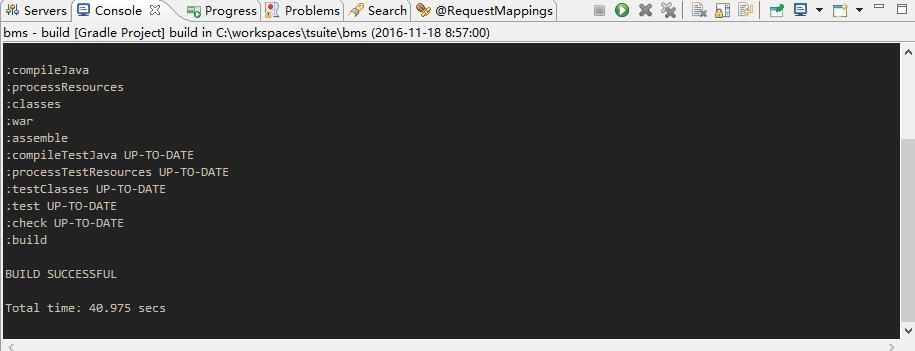 Servers Console Progress Problems Search @RequestMappings
bms - build [Gradle Project] build in C:\workspaces\tsuite\bms (2016-11-18 8:57:00)
:compileJava
:processResources
:classes
:war
:assemble
:compileTestJava UP-TO-DATE
:processTestResources UP-TO-DATE
:testClasses UP-TO-DATE
:test UP-TO-DATE
:check UP-TO-DATE
:build
BUILD SUCCESSFUL
Total time: 40.975 secs